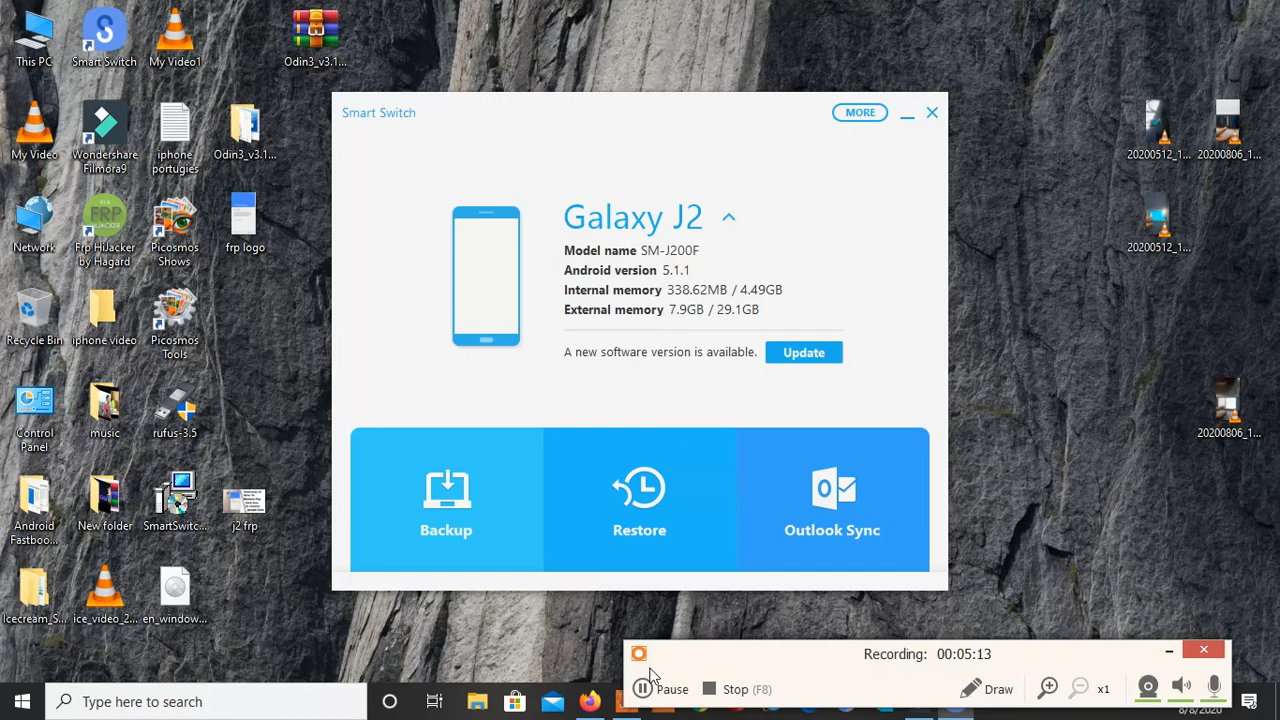 This PC
Smart Switch
My Video1
Odin3_v3.1...
My Video
Wondershare
Filmora9
iphone
portugies
Odin3_v3.1...
Network
FRP
Frp HiJacker
by Hagard
Picosmos
Shows
frp logo
Recycle Bin
iphone video
Picosmos
Tools
Control
Panel
music
rufus-3.5
Android
Fastboo...
New folder
SmartSwitc...
j2 frp
Icecream_S...
ice_video_2...
en_window...
20200512_1...
20200806_1...
20200512_1...
20200806_1...
Smart Switch
MORE
Galaxy J2
Model name SM-J200F
Android version 5.1.1
Internal memory 338.62MB / 4.49GB
External memory 7.9GB / 29.1GB
A new software version is available. Update
Backup
Restore
Outlook Sync
Recording: 00:05:13
Pause
Stop (F8)
Draw
x1
Type here to search
8/8/2020